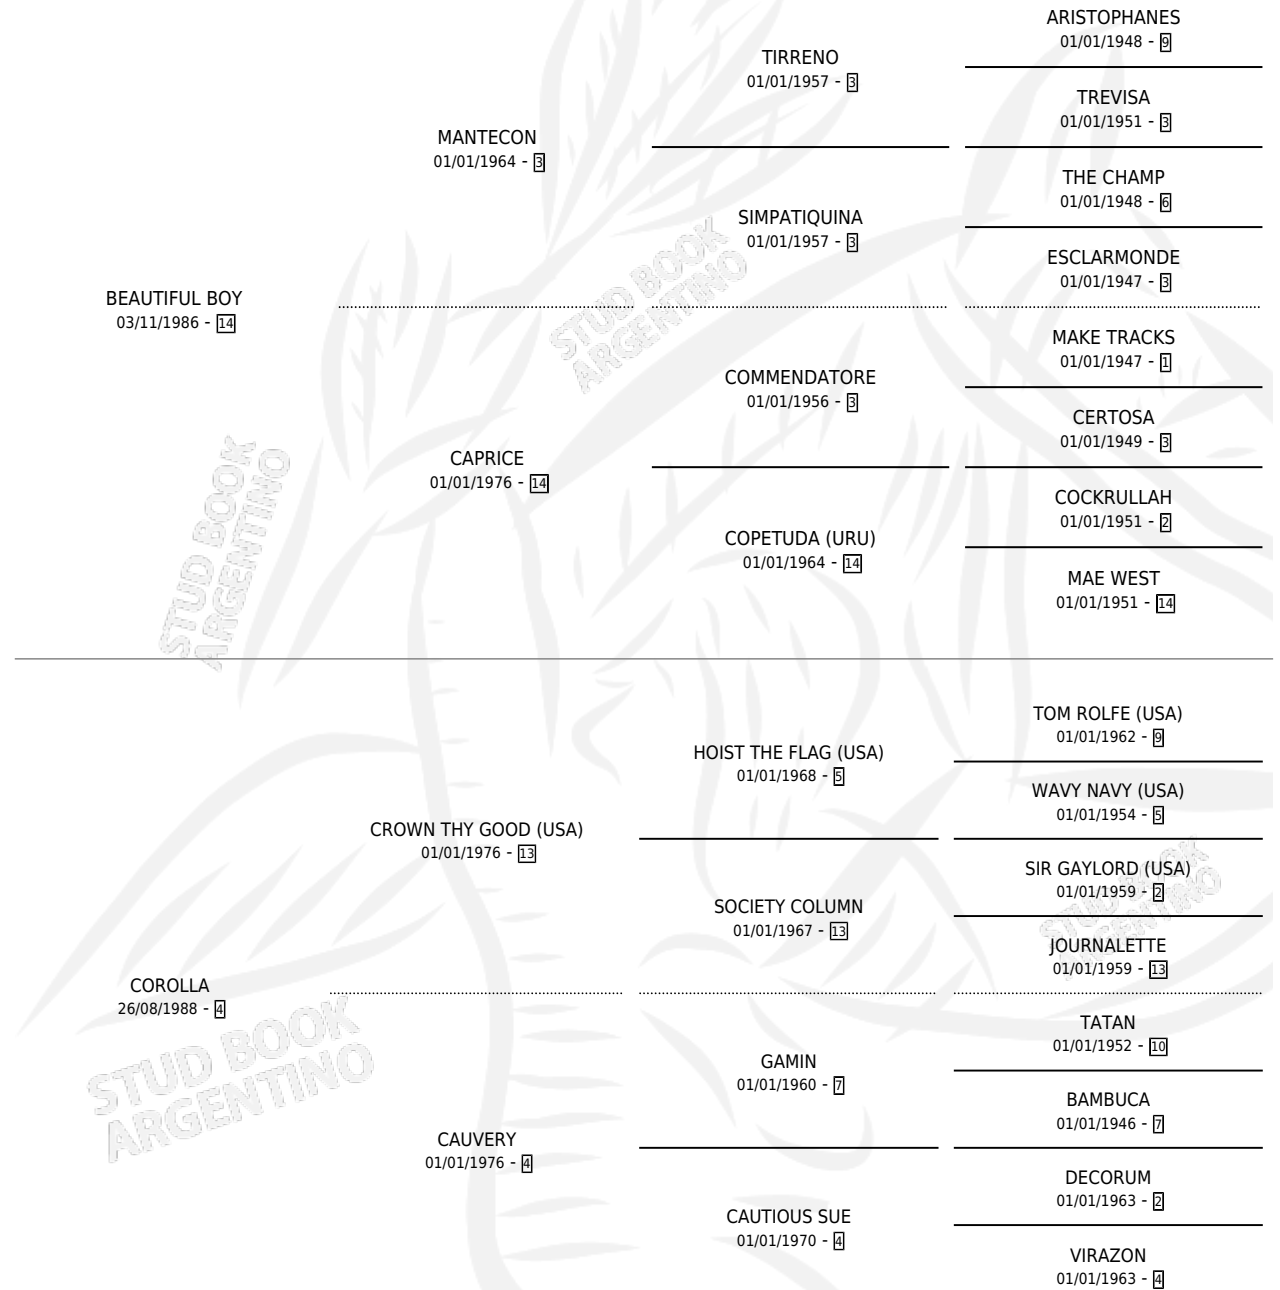 ARISTOPHANES
01/01/1948 - 9
TIRRENO
01/01/1957 - 3
TREVISA
01/01/1951 - 3
MANTECON
01/01/1964 - 3
THE CHAMP
01/01/1948 - 6
SIMPATIQUINA
01/01/1957 - 3
ESCLARMONDE
01/01/1947 - 3
BEAUTIFUL BOY
03/11/1986 - 14
MAKE TRACKS
01/01/1947 - 1
COMMENDATORE
01/01/1956 - 3
CERTOSA
01/01/1949 - 3
CAPRICE
01/01/1976 - 14
COCKRULLAH
01/01/1951 - 2
COPETUDA (URU)
01/01/1964 - 14
MAE WEST
01/01/1951 - 14
TOM ROLFE (USA)
01/01/1962 - 9
HOIST THE FLAG (USA)
01/01/1968 - 5
WAVY NAVY (USA)
01/01/1954 - 5
CROWN THY GOOD (USA)
01/01/1976 - 13
SIR GAYLORD (USA)
01/01/1959 - 2
SOCIETY COLUMN
01/01/1967 - 13
JOURNALETTE
01/01/1959 - 13
COROLLA
26/08/1988 - 4
TATAN
01/01/1952 - 10
GAMIN
01/01/1960 - 7
BAMBUCA
01/01/1946 - 7
CAUVERY
01/01/1976 - 4
DECORUM
01/01/1963 - 2
CAUTIOUS SUE
01/01/1970 - 4
VIRAZON
01/01/1963 - 4
STUD BOOK
ARGENTINO
STUD BOOK
ARGENTINO
STUD BOOK
ARGENTINO
STUD BOOK
ARGENTINO